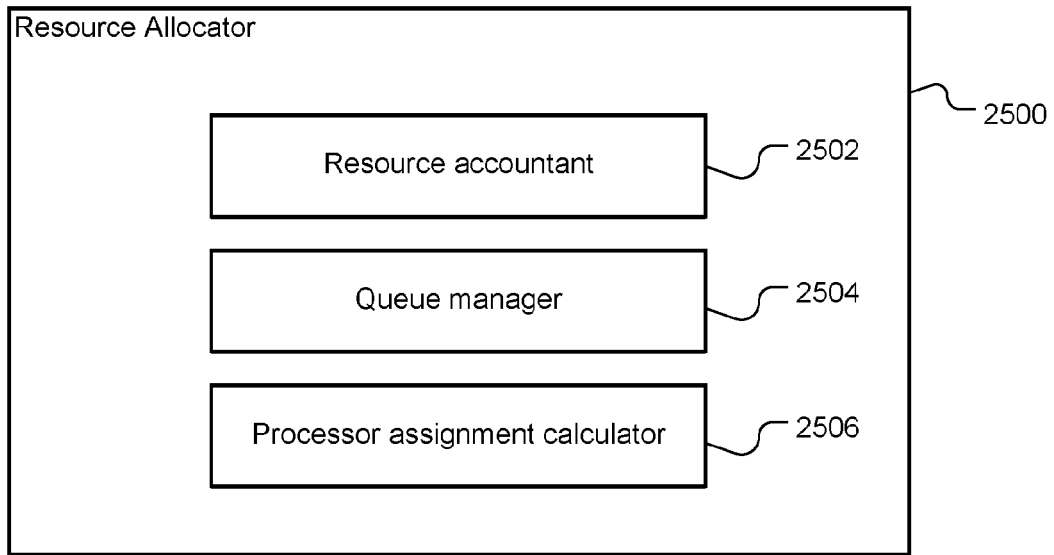 Resource Allocator
2500
Resource accountant
2502
Queue manager
2504
Processor assignment calculator
2506